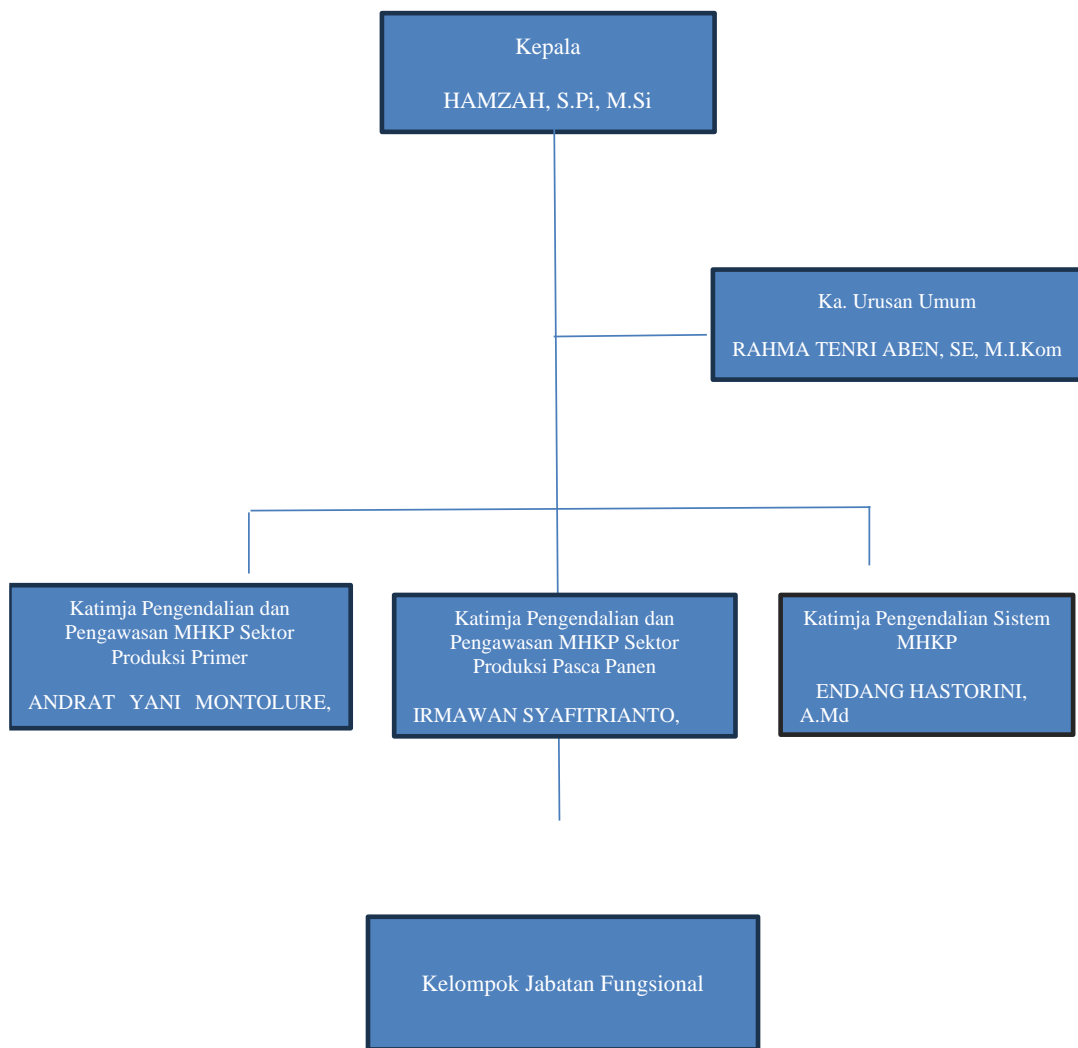 Kepala
HAMZAH, S.Pi, M.Si
Ka. Urusan Umum
RAHMA TENRI ABEN, SE, M.I.Kom
Katimja Pengendalian dan
Pengawasan MHKP Sektor
Produksi Primer
ANDRAT YANI MONTOLURE,
Katimja Pengendalian dan
Pengawasan MHKP Sektor
Produksi Pasca Panen
IRMAWAN SYAFITRIANTO,
Katimja Pengendalian Sistem
MHKP
ENDANG HASTORINI,
A.Md
Kelompok Jabatan Fungsional